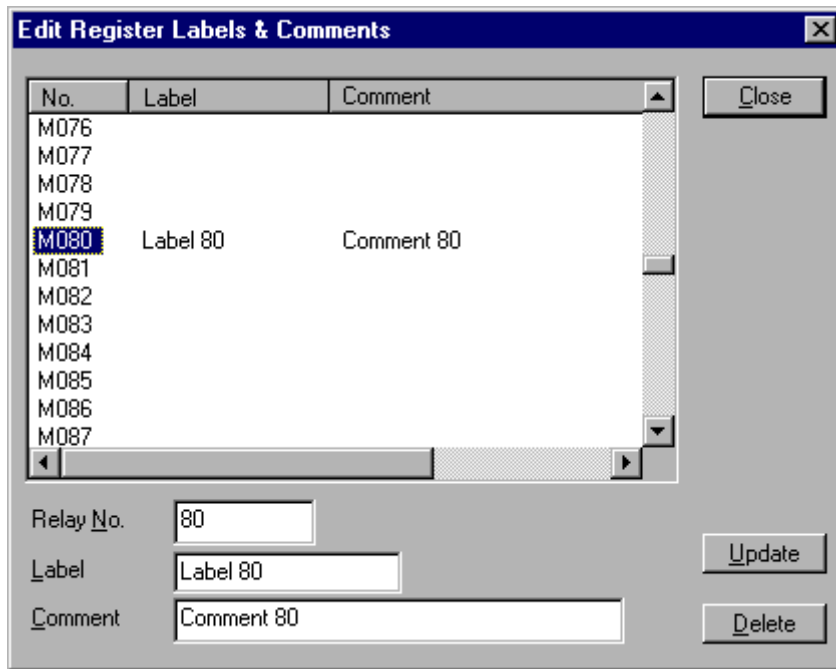 Edit Register Labels & Comments
No. Label Comment
Close
M076
M077
M078
M079
M080 Label 80 Comment 80
M081
M082
M083
M084
M085
M086
M087
Relay No. 80
Label Label 80
Update
Comment Comment 80
Delete